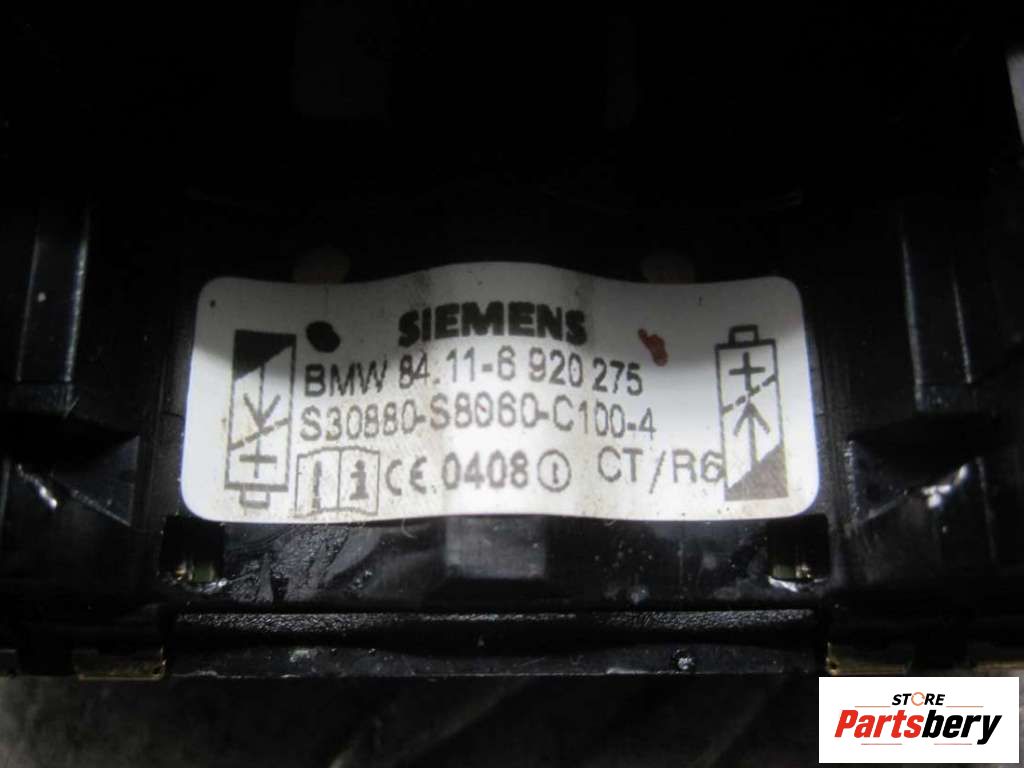 SIEMENS
BMW 84.11-6 920 275
S30880-S8060-C100-4
i CE 0408 CT/R6
STORE
Partsbery